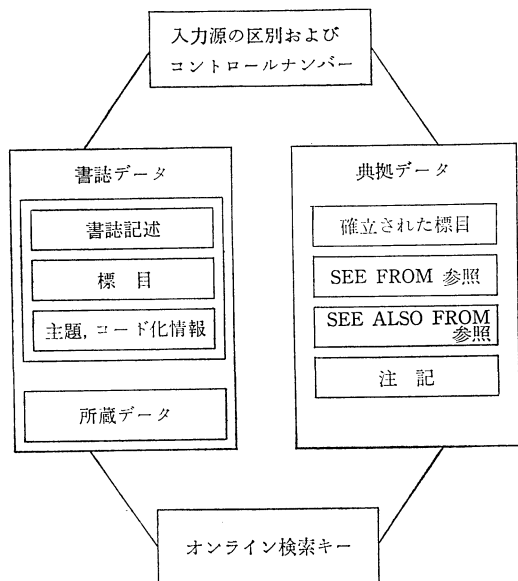 入力源の区別および
コントロールナンバー
書誌データ
書誌記述
標 目
主題,コード化情報
所蔵データ
典拠データ
確立された標目
SEE FROM 参照
SEE ALSO FROM
参照
注 記
オンライン検索キー